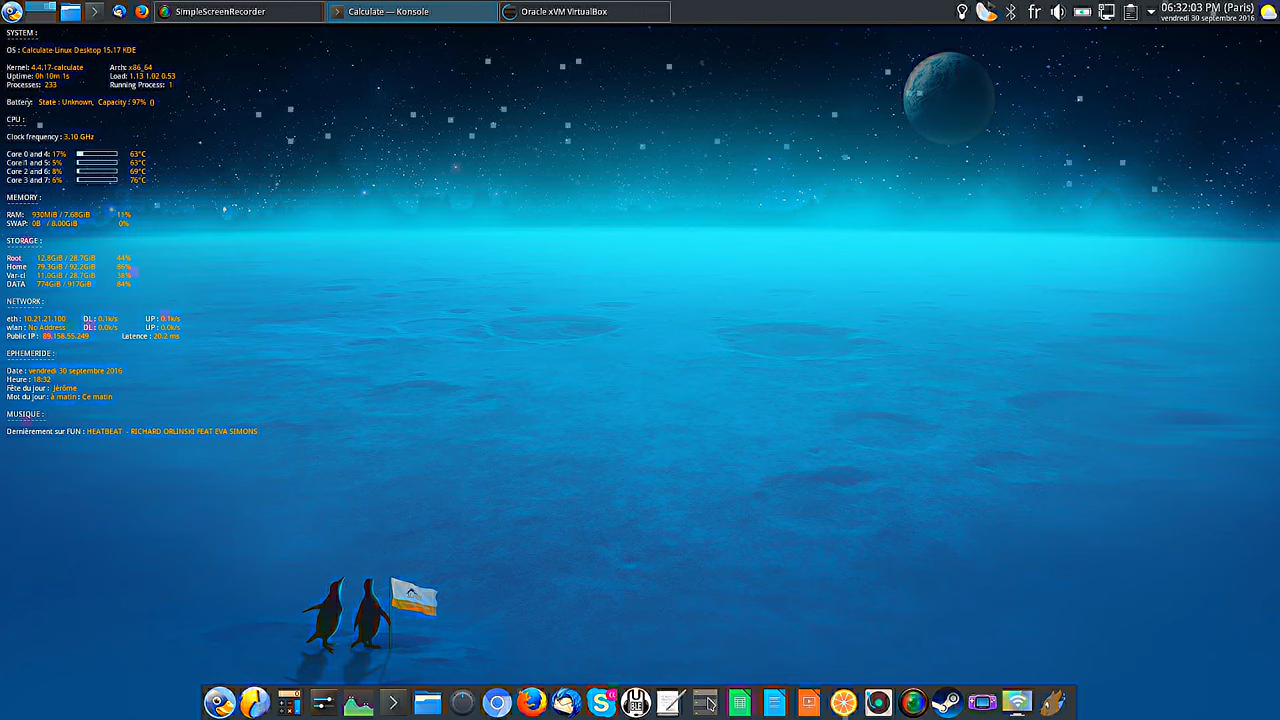 SimpleScreenRecorder
Calculate — Konsole
Oracle xVM VirtualBox
fr
06:32:03 PM (Paris)
vendredi 30 septembre 2016
SYSTEM :
OS : Calculate-Linux Desktop 15.17 KDE
Kernel: 4.4.17-calculate Arch: x86_64
Uptime: 0h 10m 1s Load: 1.13 1.02 0.53
Processes: 233 Running Process: 1
Battery: State : Unknown, Capacity : 97% ()
CPU :
Clock frequency : 3.10 GHz
Core 0 and 4: 17% 63°C
Core 1 and 5: 5% 63°C
Core 2 and 6: 8% 69°C
Core 3 and 7: 6% 76°C
MEMORY :
RAM: 930MiB / 7.68GiB 11%
SWAP: 0B / 8.00GiB 0%
STORAGE :
Root 12.8GiB / 28.7GiB 44%
Home 79.3GiB / 92.2GiB 86%
Var-cl 11.0GiB / 28.7GiB 38%
DATA 774GiB / 917GiB 84%
NETWORK :
eth : 10.21.21.100 DL : 0.1k/s UP : 0.1k/s
wlan : No Address DL : 0.0k/s UP : 0.0k/s
Public IP : 89.158.55.249 Latence : 20.2 ms
EPHEMERIDE :
Date : vendredi 30 septembre 2016
Heure : 18:32
Fête du jour : Jérôme
Mot du jour : à matin : Ce matin
MUSIQUE :
Dernièrement sur FUN : HEATBEAT - RICHARD ORLINSKI FEAT EVA SIMONS